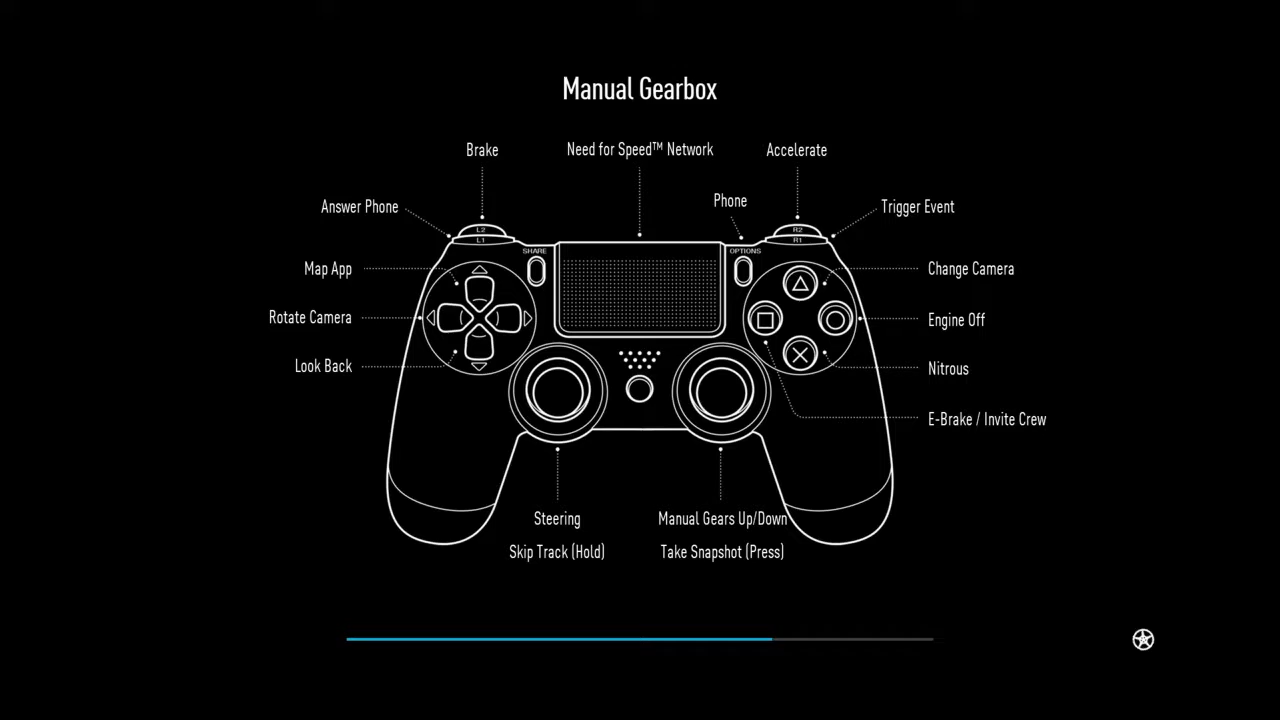 Manual Gearbox
Brake
Need for Speed™ Network
Accelerate
Answer Phone
Phone
Trigger Event
L2
L1
R2
R1
SHARE
OPTIONS
Map App
Change Camera
Rotate Camera
Engine Off
Look Back
Nitrous
E-Brake / Invite Crew
Steering
Manual Gears Up/Down
Skip Track (Hold)
Take Snapshot (Press)